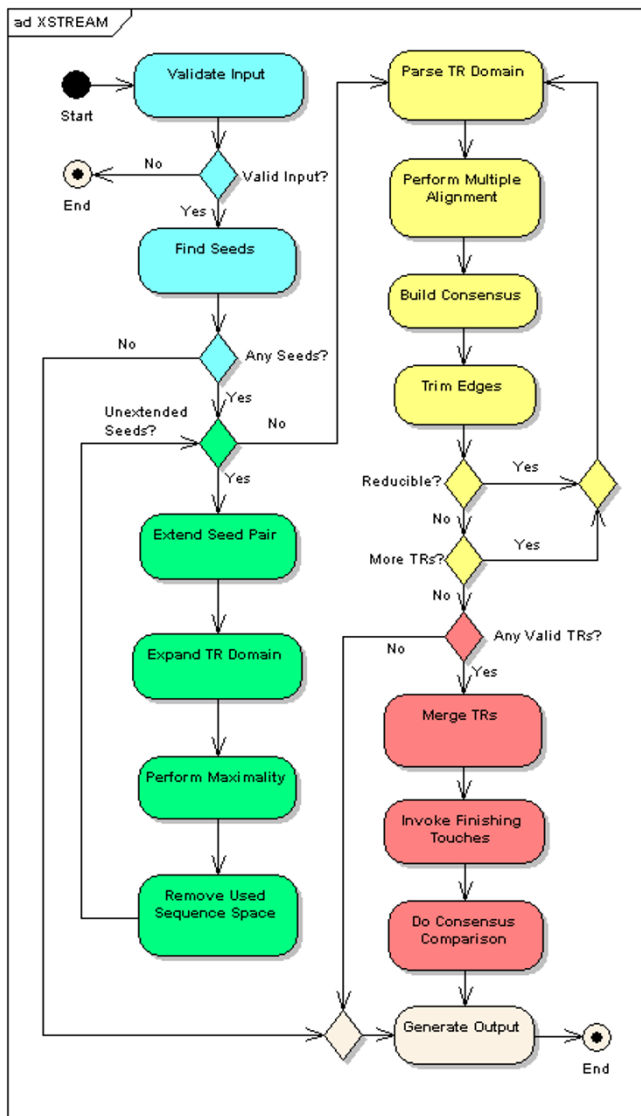 ad XSTREAM
Validate Input
Start
No
Valid Input?
End
Yes
Find Seeds
No
Any Seeds?
Yes
Unextended
Seeds?
No
Yes
Extend Seed Pair
Expand TR Domain
Perform Maximality
Remove Used
Sequence Space
Parse TR Domain
Perform Multiple
Alignment
Build Consensus
Trim Edges
Reducible?
Yes
No
More TRs?
Yes
No
Any Valid TRs?
No
Yes
Merge TRs
Invoke Finishing
Touches
Do Consensus
Comparison
Generate Output
End